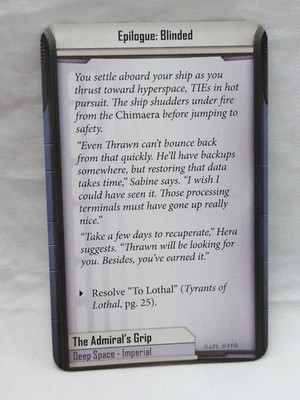 Epilogue: Blinded
You settle aboard your ship as you
thrust toward hyperspace, TIEs in hot
pursuit. The ship shudders under fire
from the Chimaera before jumping to
safety.
“Even Thrawn can’t bounce back
from that quickly. He’ll have backups
somewhere, but restoring that data
takes time,” Sabine says. “I wish I
could have seen it. Those processing
terminals must have gone up really
nice.”
“Take a few days to recuperate,” Hera
suggests. “Thrawn will be looking for
you. Besides, you’ve earned it.”
‣ Resolve “To Lothal” (Tyrants of
Lothal, pg. 25).
The Admiral’s Grip
Deep Space - Imperial
© LFL © FFG